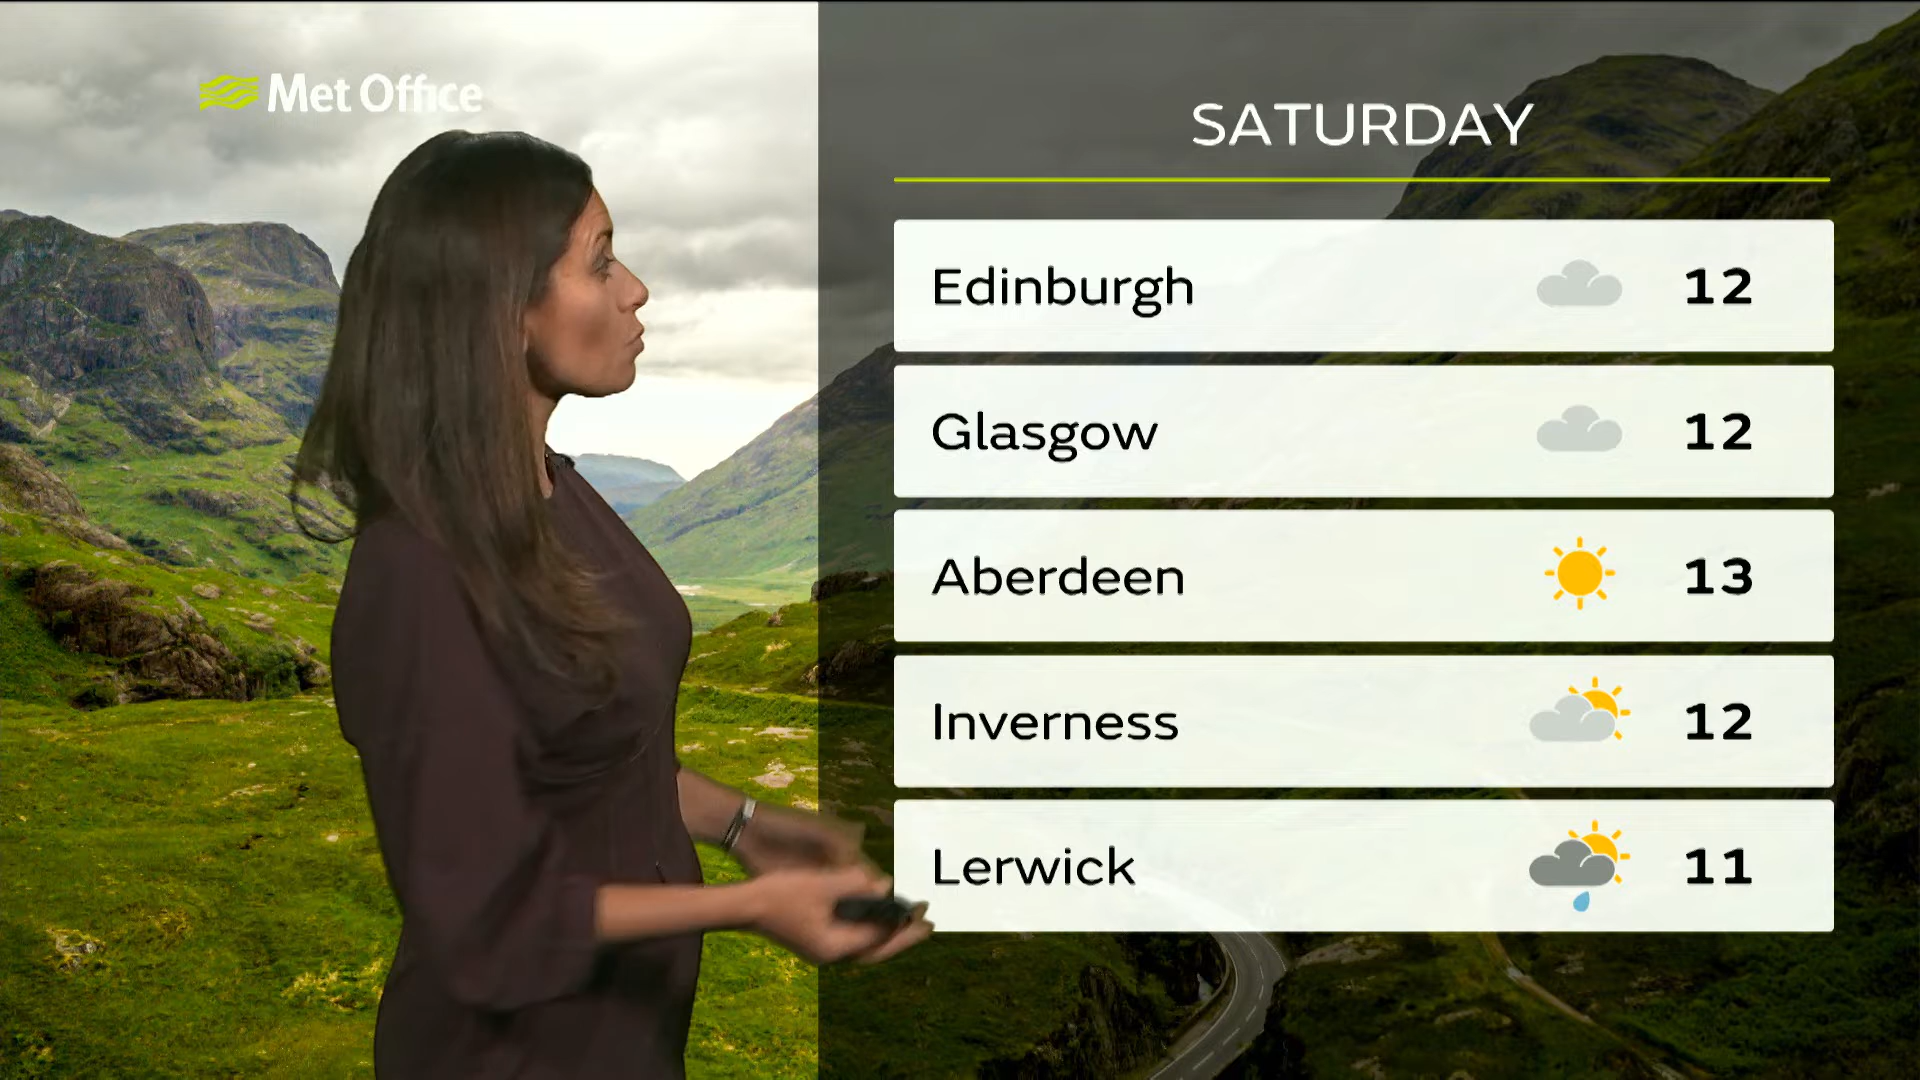 Met Office
SATURDAY
Edinburgh 12
Glasgow 12
Aberdeen 13
Inverness 12
Lerwick 11